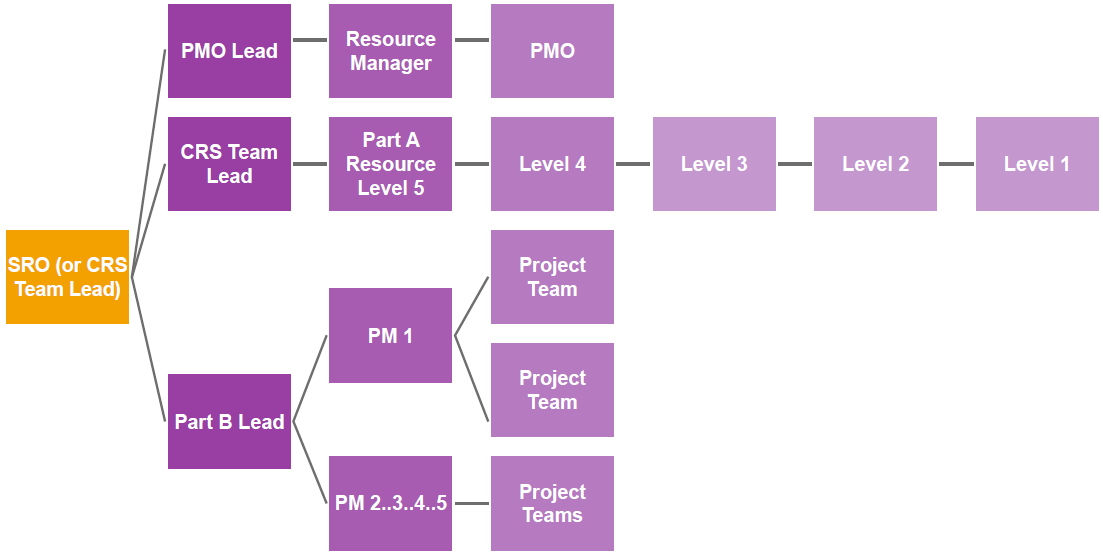 PMO Lead
Resource
Manager
PMO
CRS Team
Lead
Part A
Resource
Level 5
Level 4
Level 3
Level 2
Level 1
SRO (or CRS
Team Lead)
Project
Team
PM 1
Project
Team
Part B Lead
PM 2..3..4..5
Project
Teams